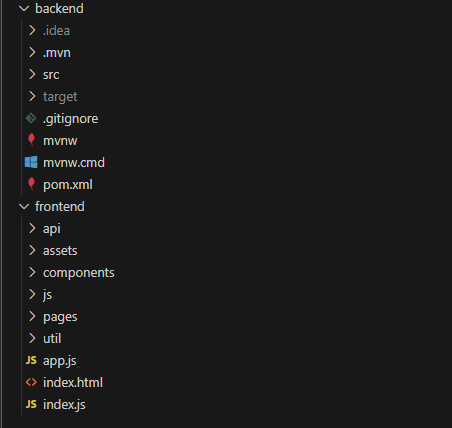 backend
.idea
.mvn
src
target
.gitignore
mvnw
mvnw.cmd
pom.xml
frontend
api
assets
components
js
pages
util
JS app.js
<> index.html
JS index.js